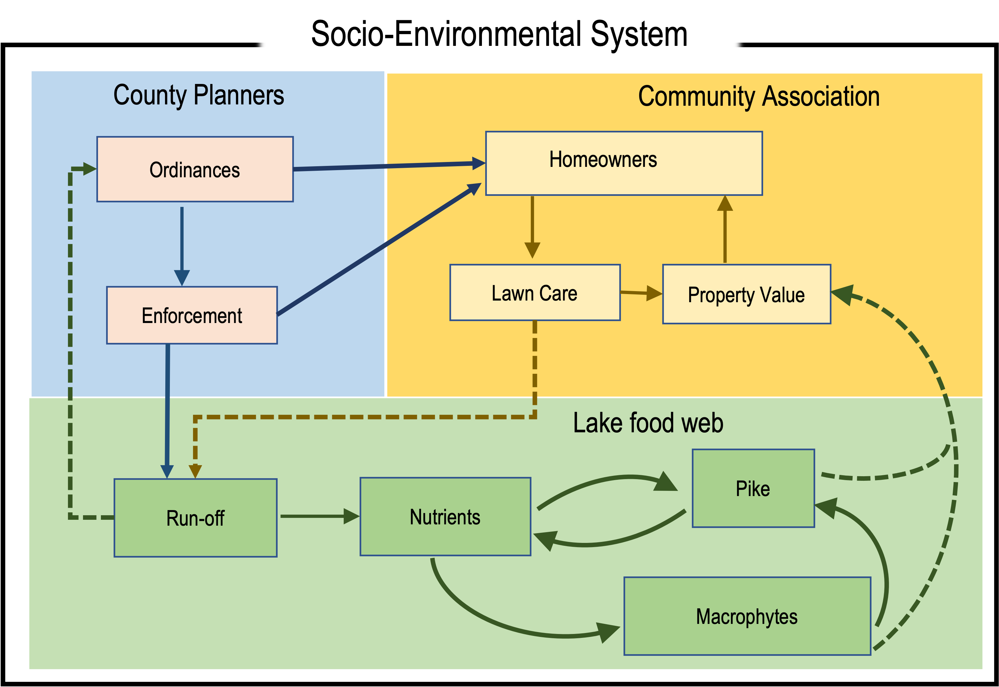 Socio-Environmental System
County Planners
Community Association
Ordinances
Homeowners
Enforcement
Lawn Care
Property Value
Lake food web
Run-off
Nutrients
Pike
Macrophytes